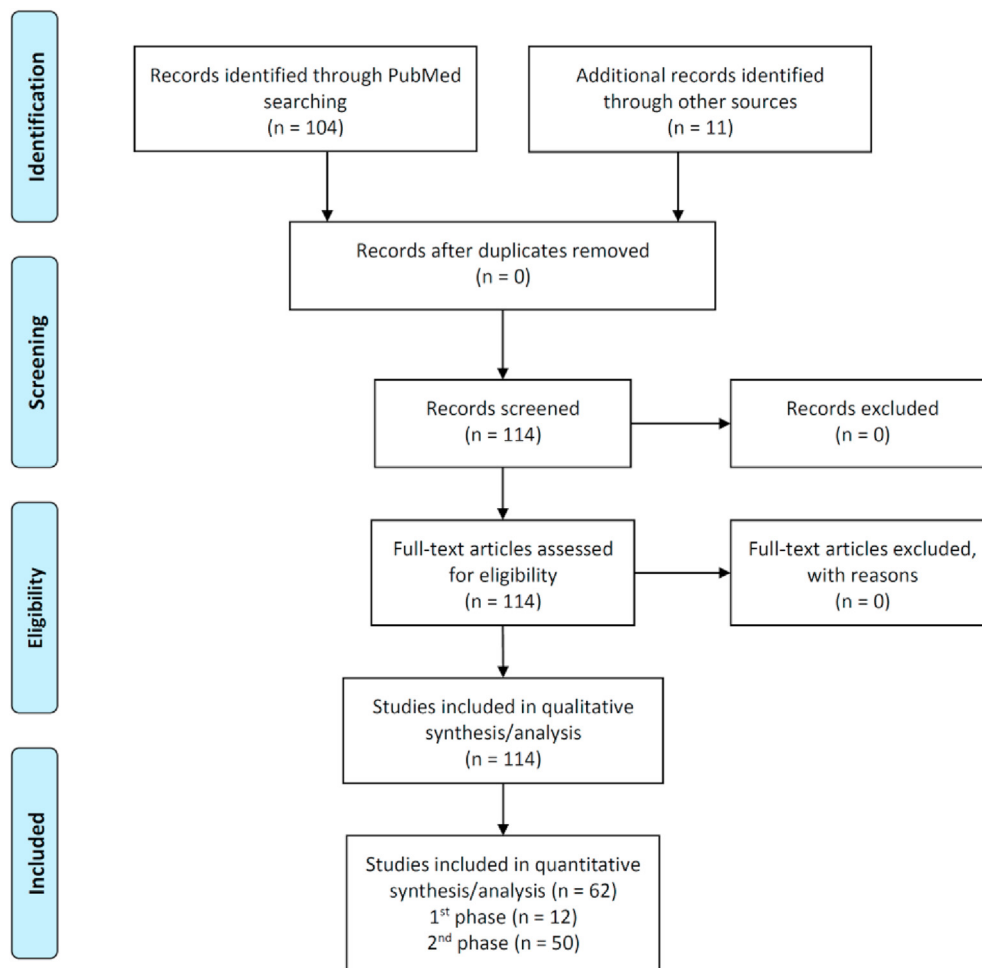 Identification
Records identified through PubMed
searching
(n = 104)
Additional records identified
through other sources
(n = 11)
Records after duplicates removed
(n = 0)
Screening
Records screened
(n = 114)
Records excluded
(n = 0)
Eligibility
Full-text articles assessed
for eligibility
(n = 114)
Full-text articles excluded,
with reasons
(n = 0)
Studies included in qualitative
synthesis/analysis
(n = 114)
Included
Studies included in quantitative
synthesis/analysis (n = 62)
1st phase (n = 12)
2nd phase (n = 50)